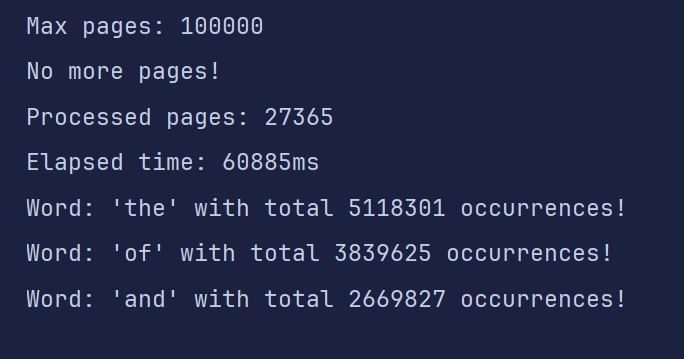 Max pages: 100000
No more pages!
Processed pages: 27365
Elapsed time: 60885ms
Word: 'the' with total 5118301 occurrences!
Word: 'of' with total 3839625 occurrences!
Word: 'and' with total 2669827 occurrences!